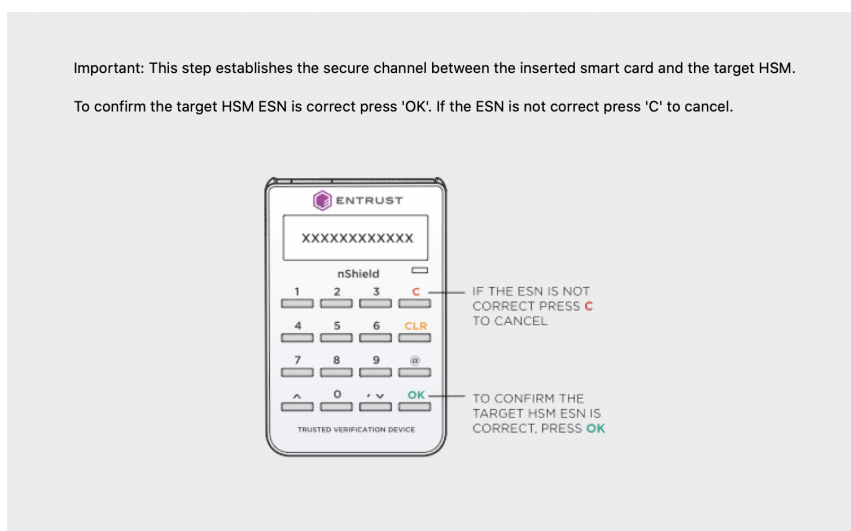 Important: This step establishes the secure channel between the inserted smart card and the target HSM.
To confirm the target HSM ESN is correct press 'OK'. If the ESN is not correct press 'C' to cancel.
ENTRUST
XXXXXXXXXXXX
nShield
1 2 3 C
IF THE ESN IS NOT
CORRECT PRESS C
TO CANCEL
4 5 6 CLR
7 8 9 @
0 OK
TO CONFIRM THE
TARGET HSM ESN IS
CORRECT, PRESS OK
TRUSTED VERIFICATION DEVICE